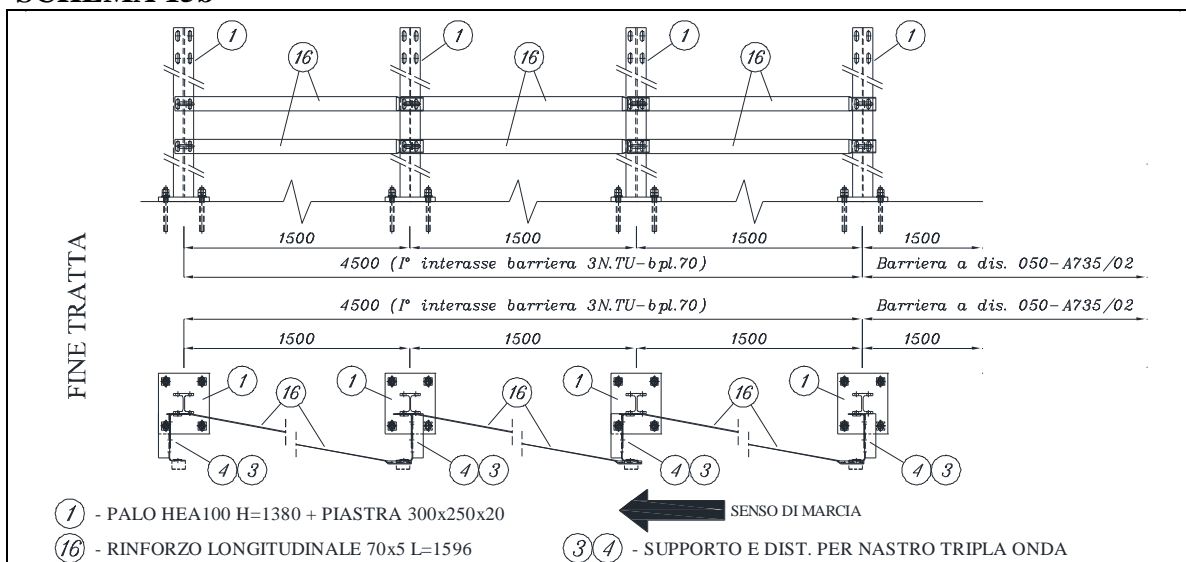 SCHEMA 13b
1 1 1 1
16 16 16
1500 1500 1500 1500
4500 (I° interasse barriera 3N.TU-bpl.70) Barriera a dis. 050-A735/02
FINE TRATTA
4500 (I° interasse barriera 3N.TU-bpl.70) Barriera a dis. 050-A735/02
1500 1500 1500 1500
1 1 1 1
16 16 16
4 3 4 3 4 3 4 3
1 - PALO HEA100 H=1380 + PIASTRA 300x250x20
SENSO DI MARCIA
16 - RINFORZO LONGITUDINALE 70x5 L=1596
3 4 - SUPPORTO E DIST. PER NASTRO TRIPLA ONDA